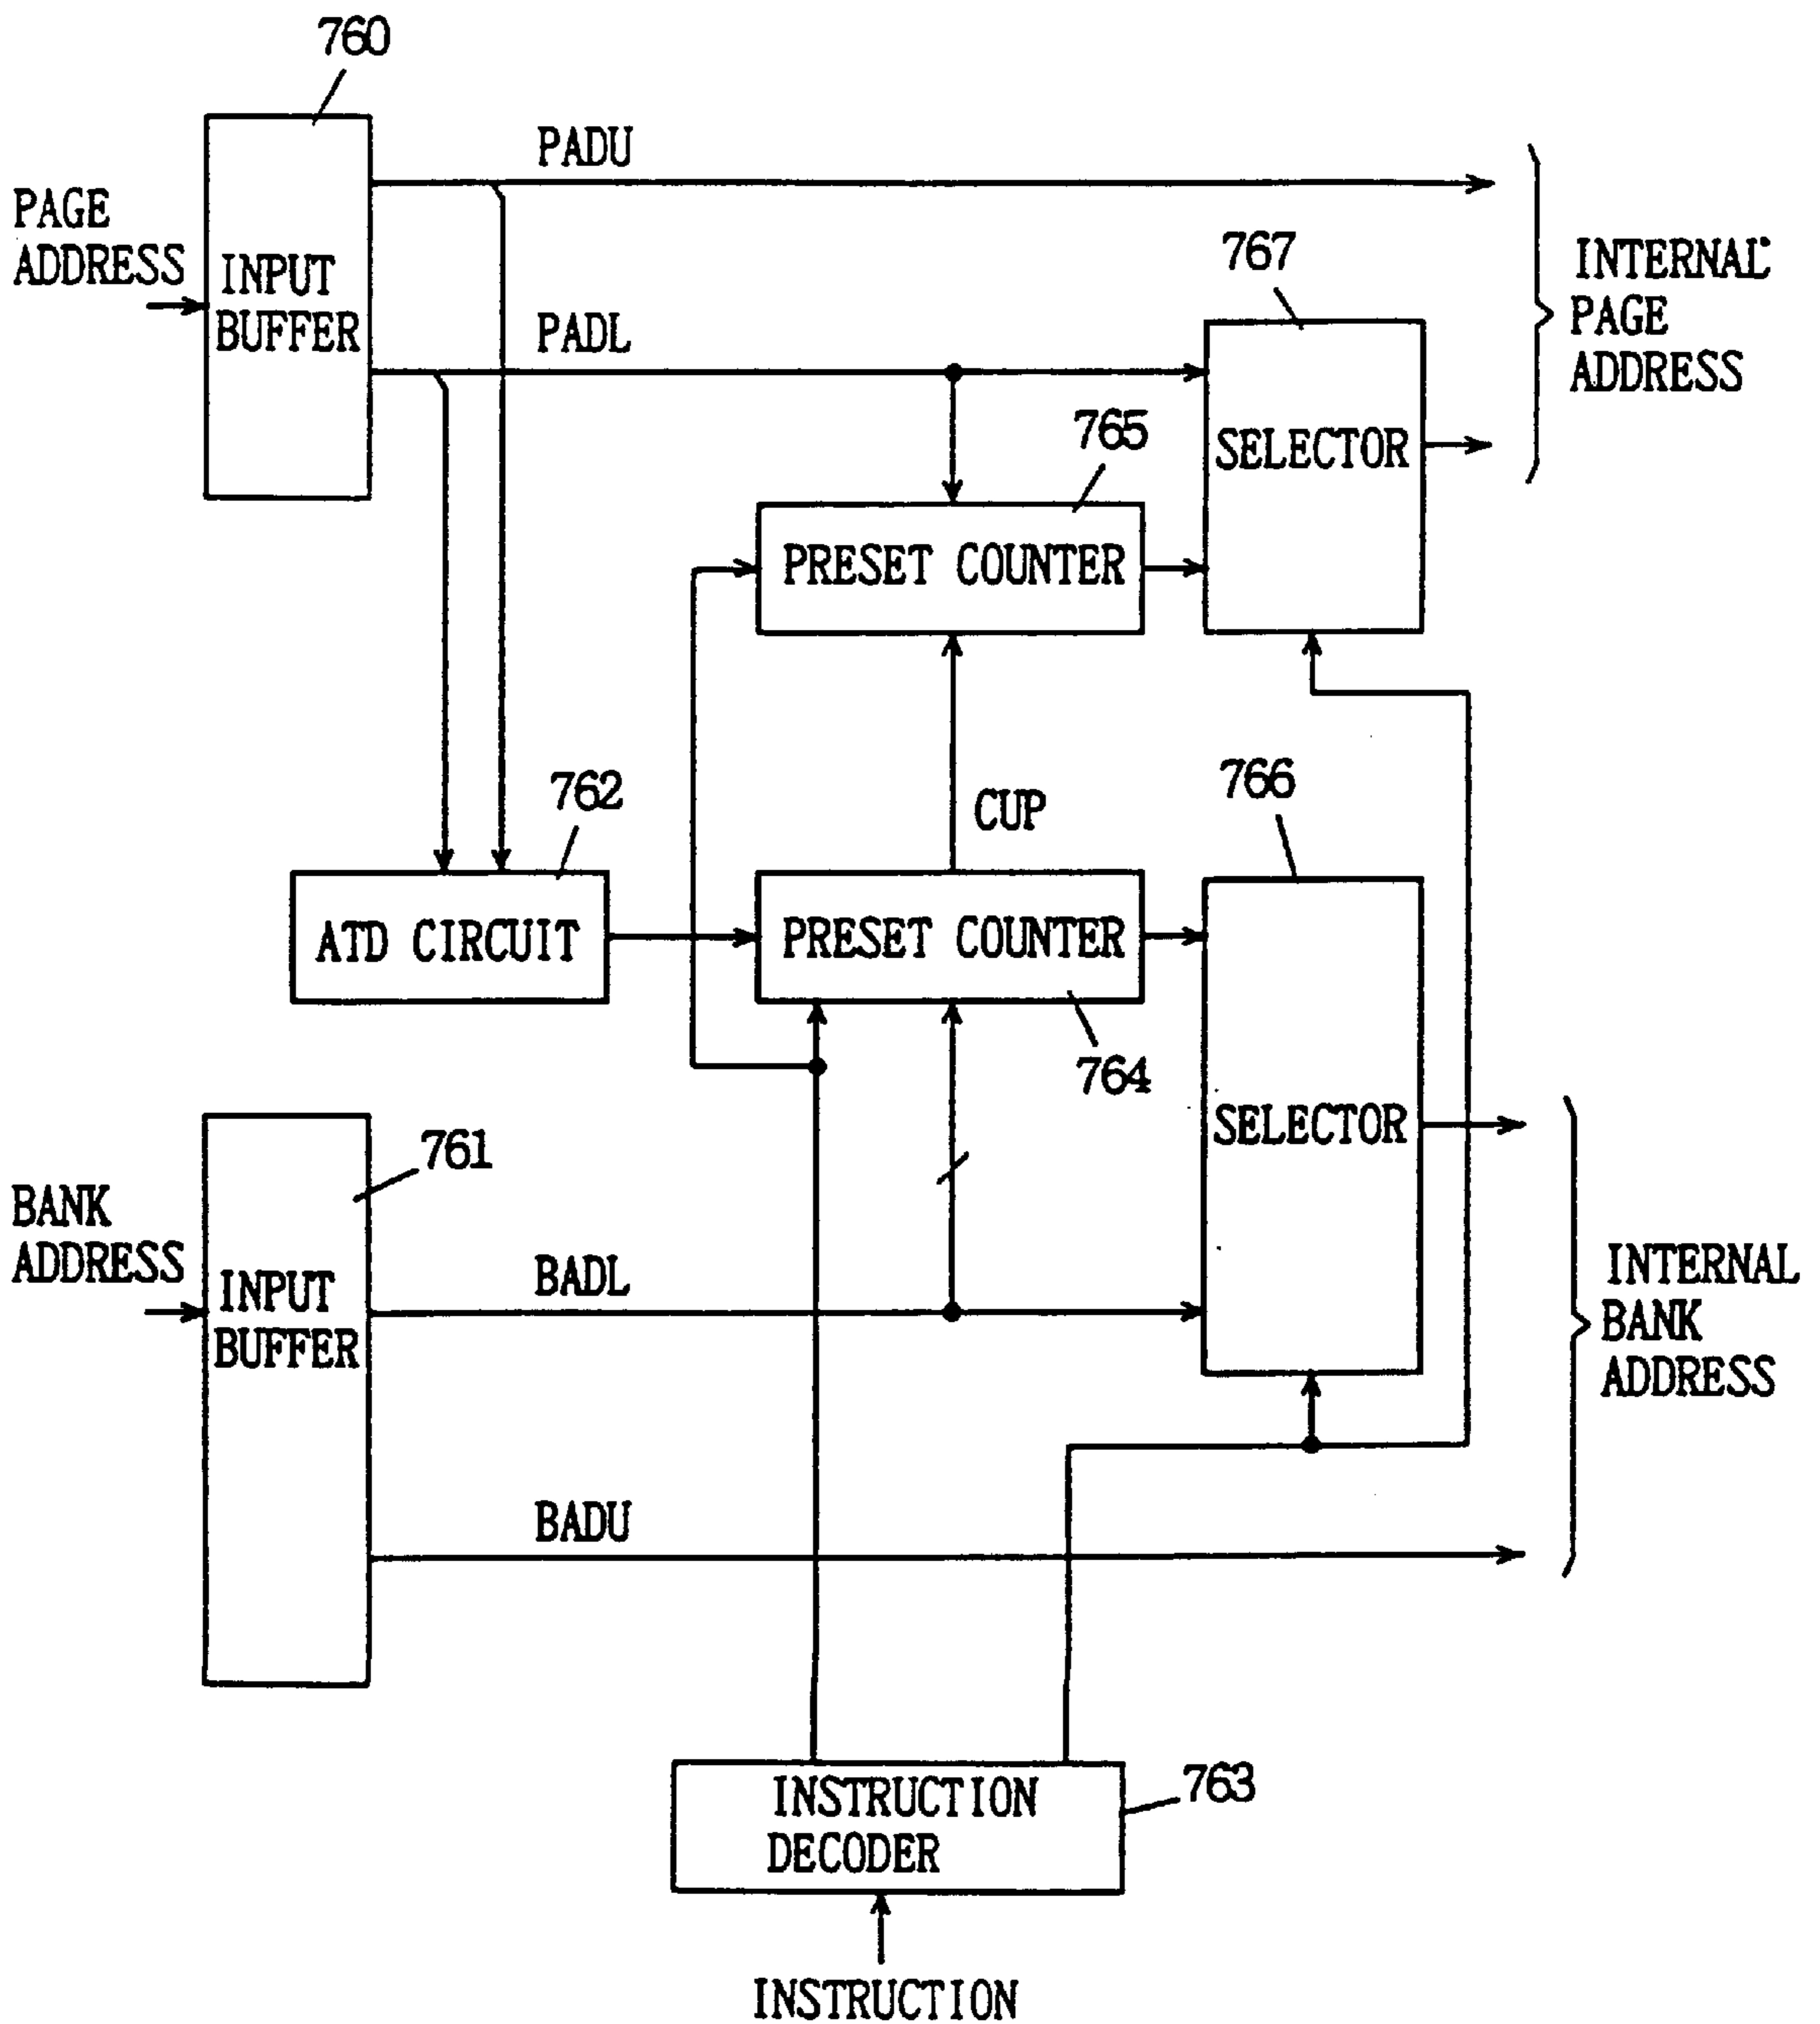 760
PADU
PAGE
ADDRESS
INPUT
BUFFER
767
INTERNAL
PAGE
ADDRESS
PADL
765
SELECTOR
PRESET COUNTER
762
CUP
766
ATD CIRCUIT
PRESET COUNTER
764
SELECTOR
761
BANK
ADDRESS
INPUT
BUFFER
BADL
INTERNAL
BANK
ADDRESS
BADU
INSTRUCTION
DECODER
763
INSTRUCTION